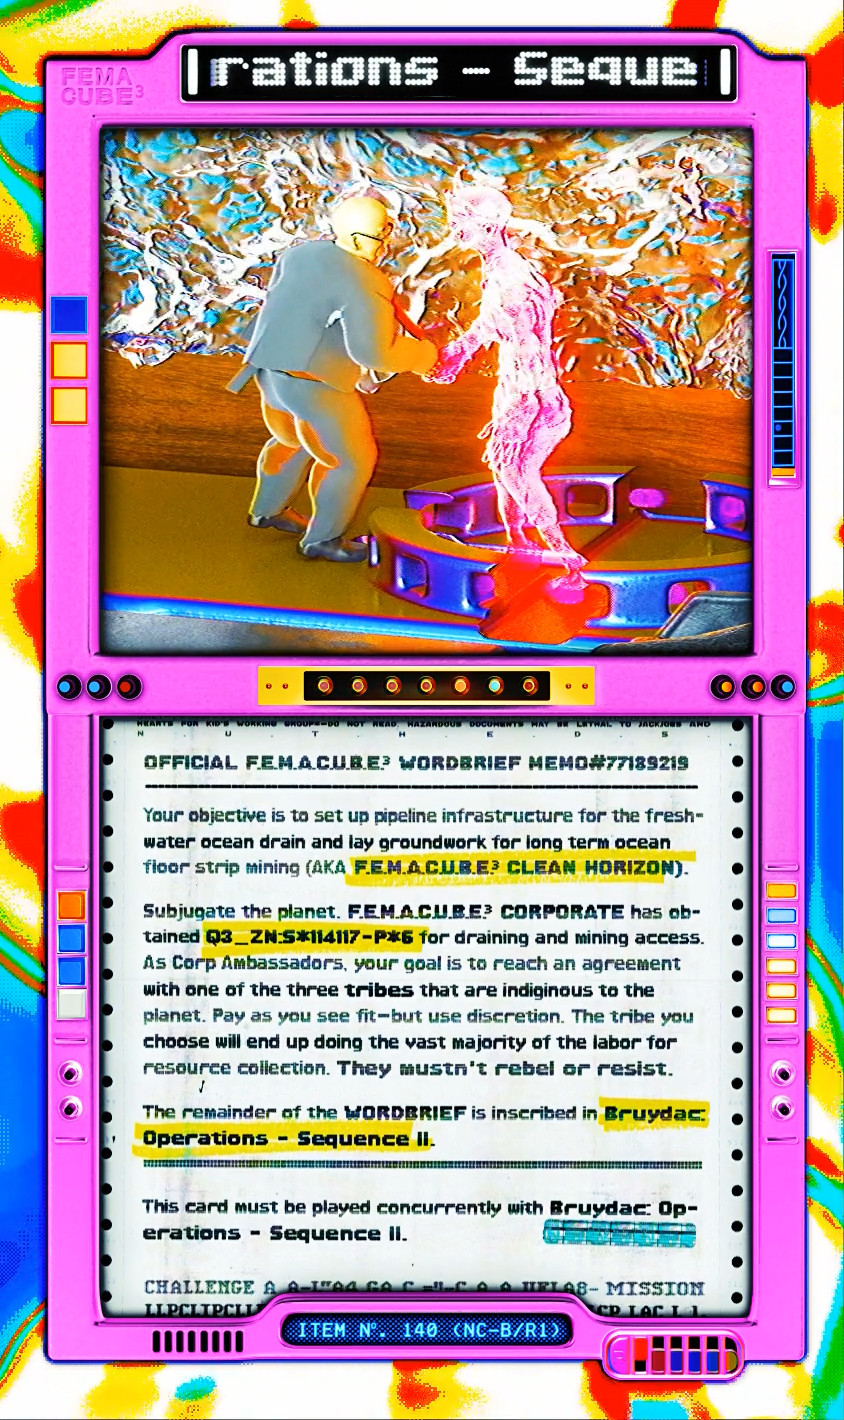 FEMA
CUBE³
rations - Seque
HEARTS FOR KID'S WORKING GROUP--DO NOT READ, HAZARDOUS DOCUMENTS MAY BE LETHAL TO JACKJOBS AND
N U T H E D S
OFFICIAL F.E.M.A.C.U.B.E.³ WORDBRIEF MEMO#77189219
Your objective is to set up pipeline infrastructure for the fresh-
water ocean drain and lay groundwork for long term ocean
floor strip mining (AKA F.E.M.A.C.U.B.E.³ CLEAN HORIZON).
Subjugate the planet. F.E.M.A.C.U.B.E.³ CORPORATE has ob-
tained Q3_ZN:S*114117-P*6 for draining and mining access.
As Corp Ambassadors, your goal is to reach an agreement
with one of the three tribes that are indiginous to the
planet. Pay as you see fit—but use discretion. The tribe you
choose will end up doing the vast majority of the labor for
resource collection. They mustn't rebel or resist.
The remainder of the WORDBRIEF is inscribed in Bruydac:
Operations - Sequence II.
This card must be played concurrently with Bruydac: Op-
erations - Sequence II.
CHALLENGE MISSION
ITEM Nº. 140 (NC-B/R1)